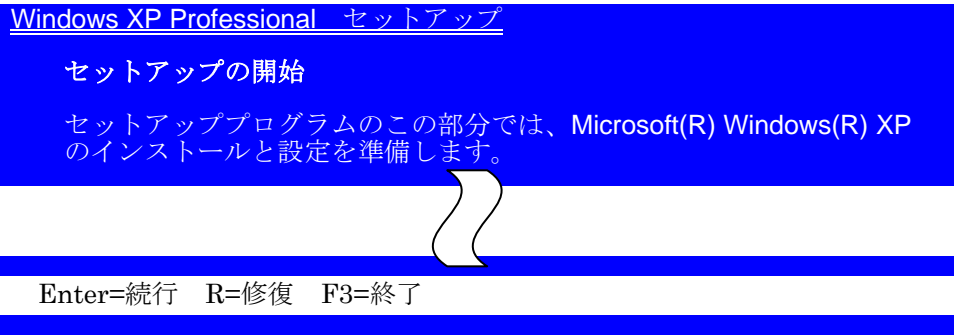 Windows XP Professional　セットアップ
セットアップの開始
セットアッププログラムのこの部分では、Microsoft(R) Windows(R) XP
のインストールと設定を準備します。
Enter=続行　R=修復　F3=終了